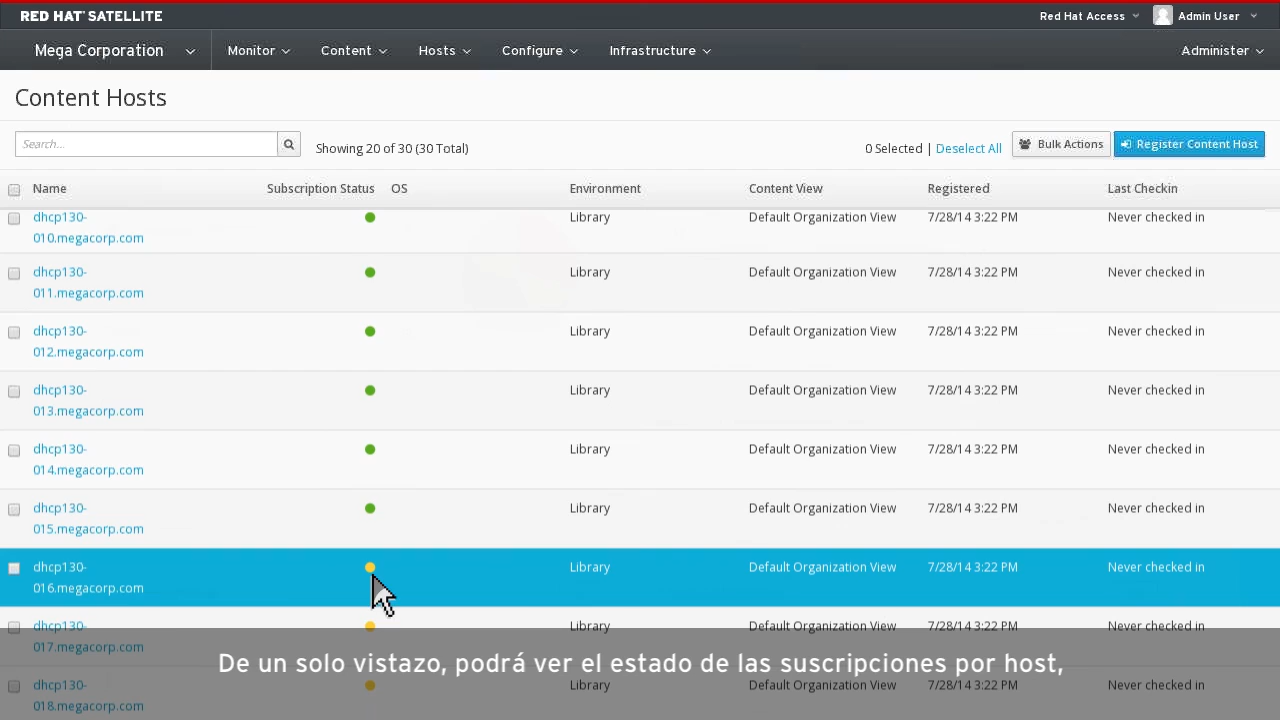 RED HAT SATELLITE Red Hat Access Admin User
Mega Corporation Monitor Content Hosts Configure Infrastructure Administer
Content Hosts
Search... Showing 20 of 30 (30 Total) 0 Selected | Deselect All Bulk Actions Register Content Host
Name Subscription Status OS Environment Content View Registered Last Checkin
dhcp130- Library Default Organization View 7/28/14 3:22 PM Never checked in
010.megacorp.com
dhcp130- Library Default Organization View 7/28/14 3:22 PM Never checked in
011.megacorp.com
dhcp130- Library Default Organization View 7/28/14 3:22 PM Never checked in
012.megacorp.com
dhcp130- Library Default Organization View 7/28/14 3:22 PM Never checked in
013.megacorp.com
dhcp130- Library Default Organization View 7/28/14 3:22 PM Never checked in
014.megacorp.com
dhcp130- Library Default Organization View 7/28/14 3:22 PM Never checked in
015.megacorp.com
dhcp130- Library Default Organization View 7/28/14 3:22 PM Never checked in
016.megacorp.com
dhcp130- Library Default Organization View 7/28/14 3:22 PM Never checked in
017.megacorp.com
De un solo vistazo, podrá ver el estado de las suscripciones por host,
dhcp130- Library Default Organization View 7/28/14 3:22 PM Never checked in
018.megacorp.com